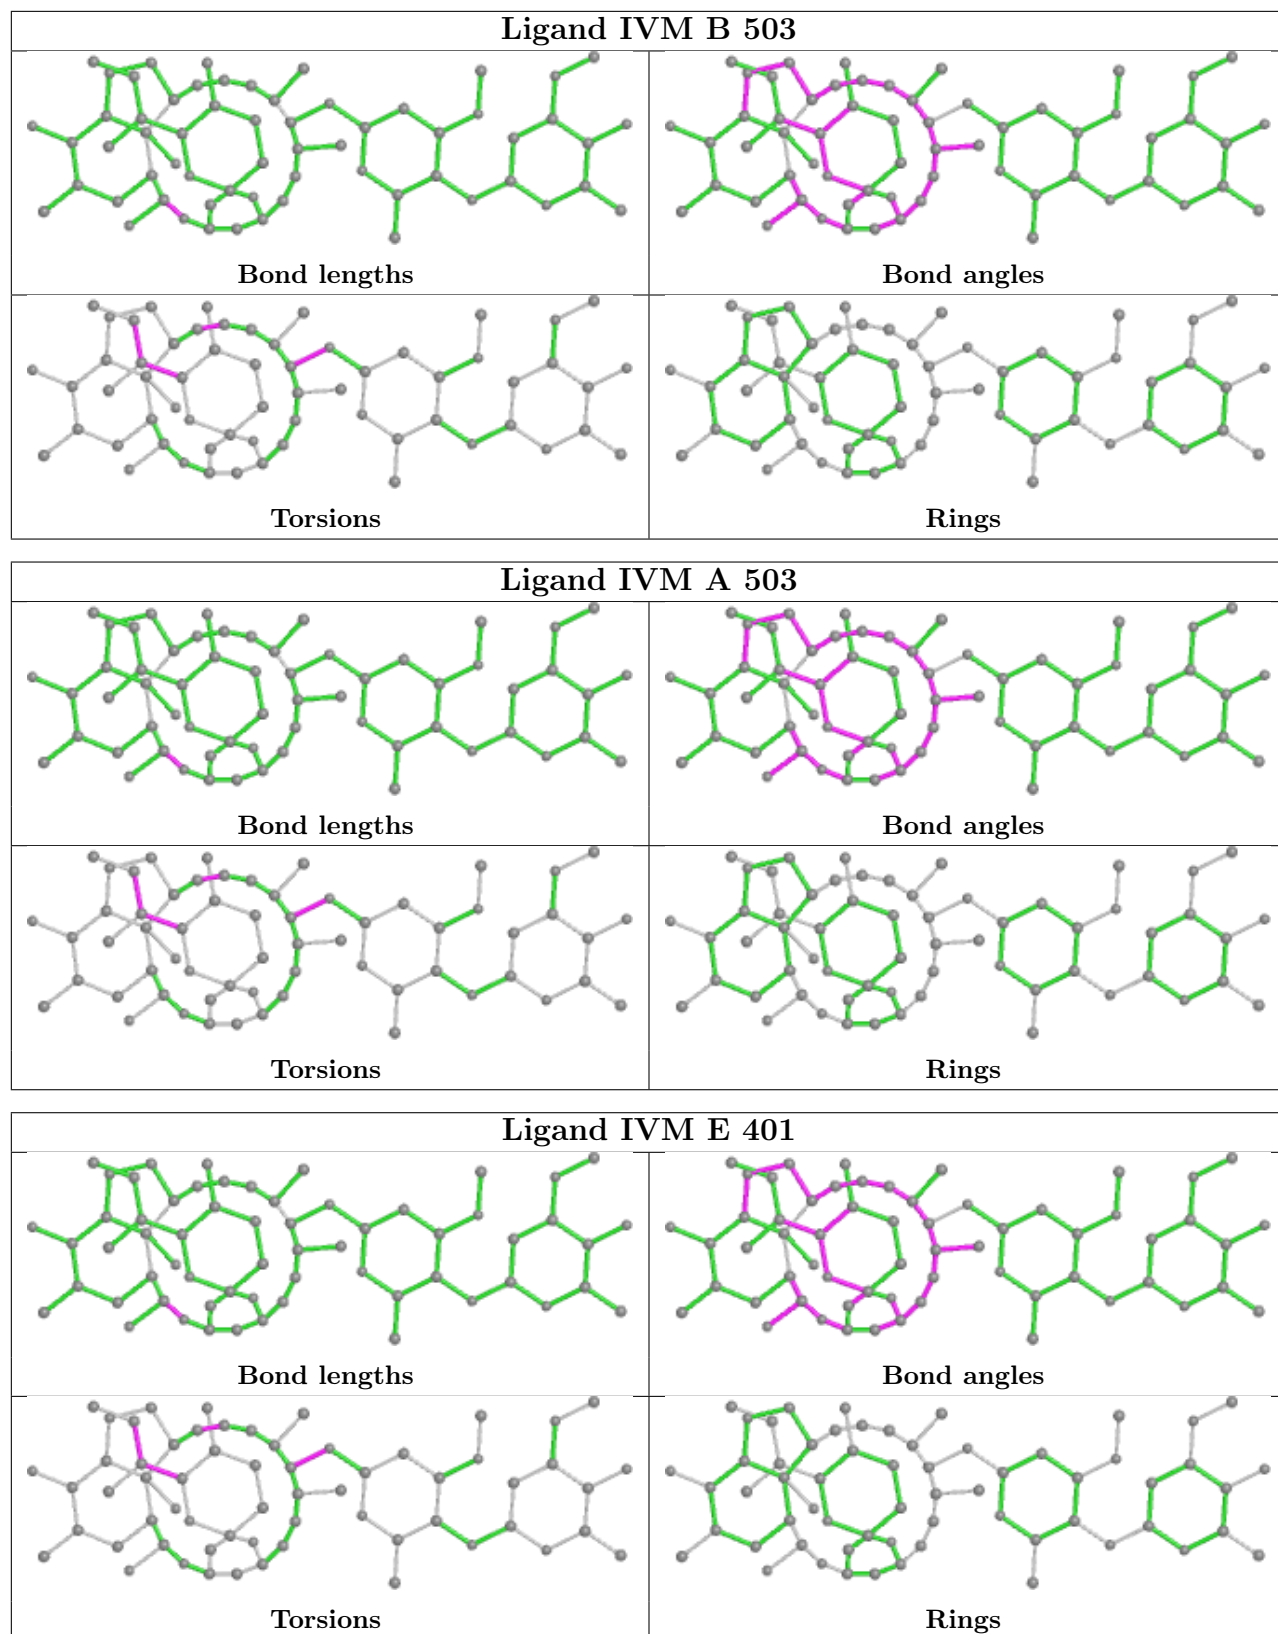 Ligand IVM B 503
Bond lengths
Bond angles
Torsions
Rings
Ligand IVM A 503
Bond lengths
Bond angles
Torsions
Rings
Ligand IVM E 401
Bond lengths
Bond angles
Torsions
Rings